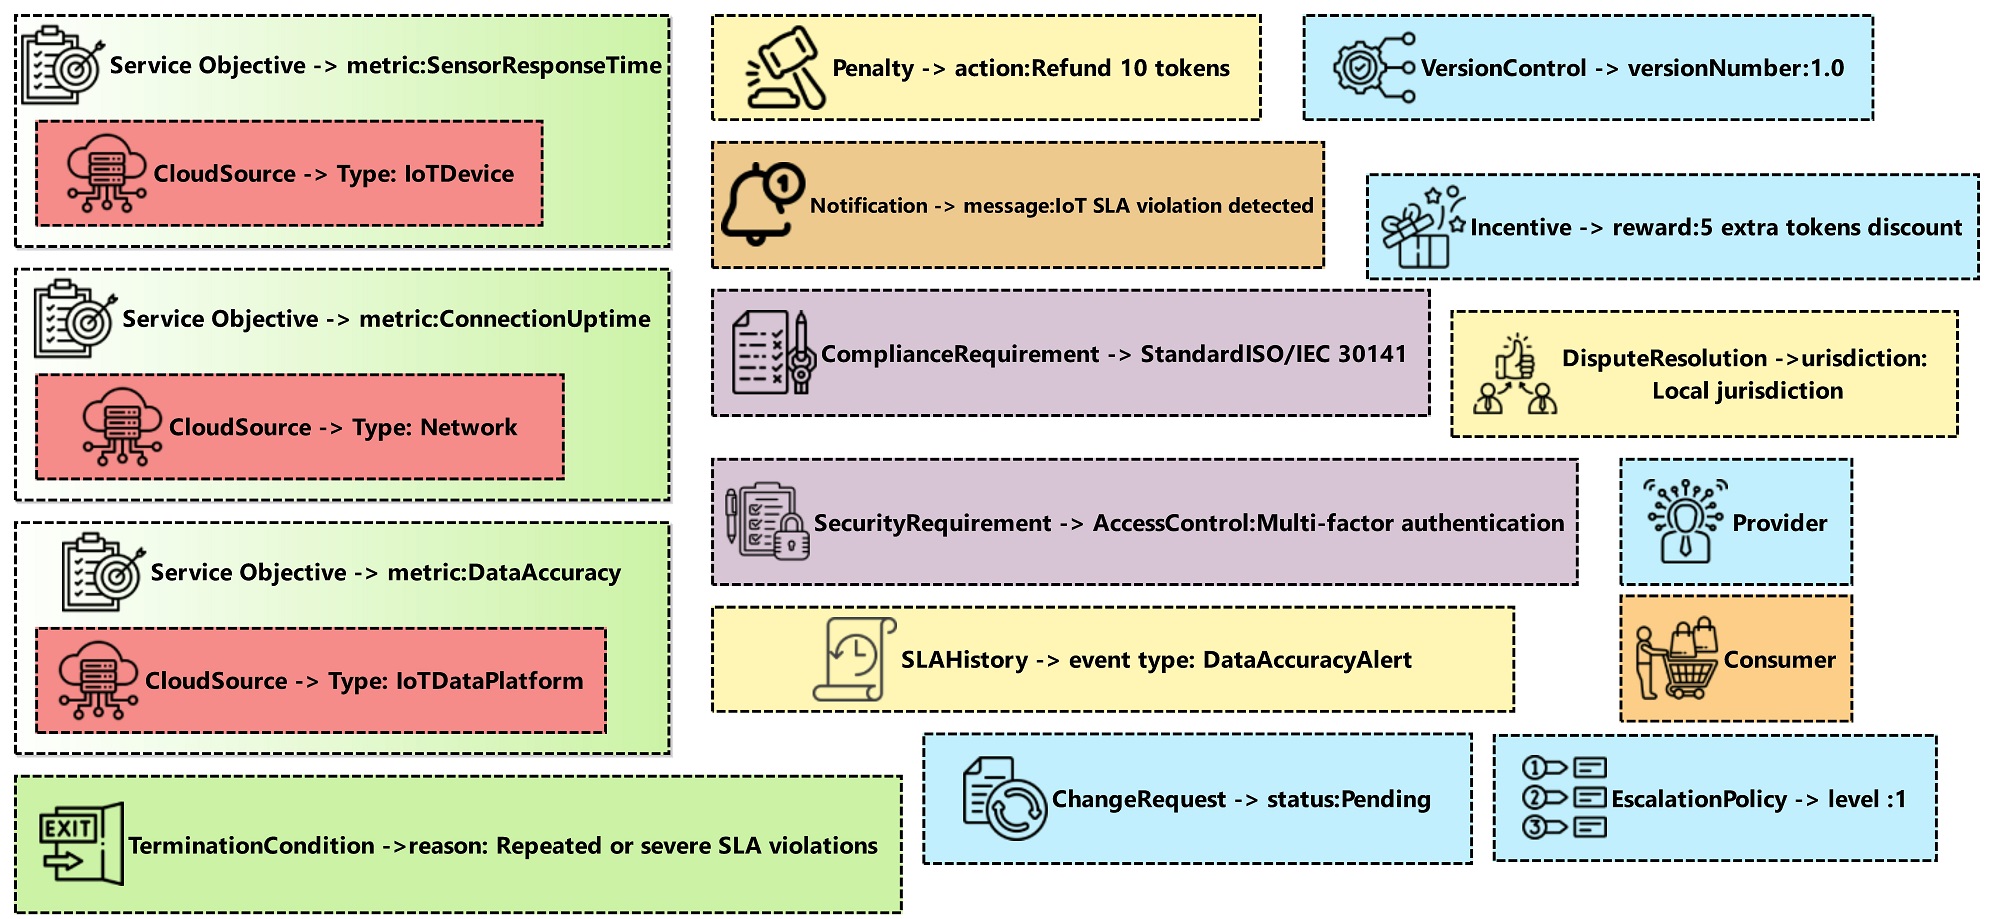 Service Objective -> metric:SensorResponseTime
CloudSource -> Type: IoTDevice
Service Objective -> metric:ConnectionUptime
CloudSource -> Type: Network
Service Objective -> metric:DataAccuracy
CloudSource -> Type: IoTDataPlatform
EXIT
TerminationCondition ->reason: Repeated or severe SLA violations
Penalty -> action:Refund 10 tokens
VersionControl -> versionNumber:1.0
1
Notification -> message:IoT SLA violation detected
Incentive -> reward:5 extra tokens discount
ComplianceRequirement -> StandardISO/IEC 30141
DisputeResolution ->urisdiction:
Local jurisdiction
SecurityRequirement -> AccessControl:Multi-factor authentication
Provider
SLAHistory -> event type: DataAccuracyAlert
Consumer
ChangeRequest -> status:Pending
1
2
3
EscalationPolicy -> level :1